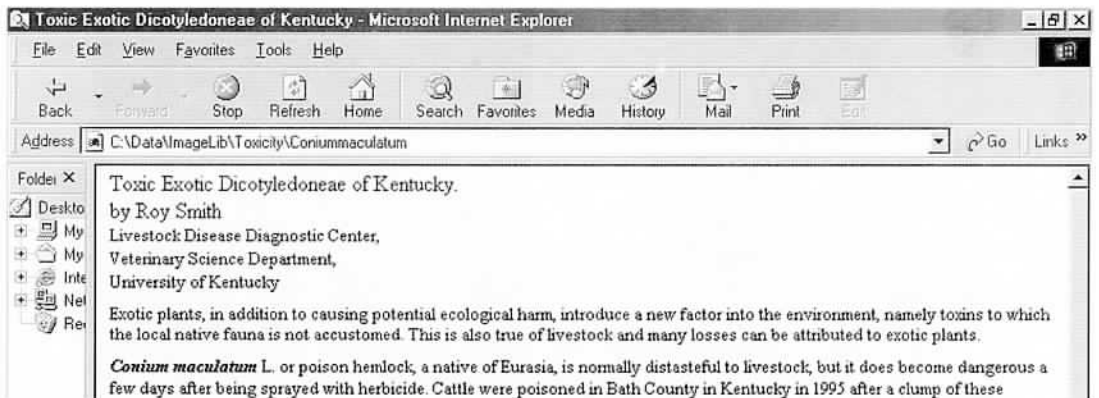 Toxic Exotic Dicotyledoneae of Kentucky - Microsoft Internet Explorer
File Edit View Favorites Tools Help
Back Forward Stop Refresh Home Search Favorites Media History Mail Print Edit
Address C:\Data\ImageLib\Toxicity\Coniummaculatum Go Links »
Folder ×
Deskto
My
My
Inte
Net
Rec
Toxic Exotic Dicotyledoneae of Kentucky.
by Roy Smith
Livestock Disease Diagnostic Center,
Veterinary Science Department,
University of Kentucky
Exotic plants, in addition to causing potential ecological harm, introduce a new factor into the environment, namely toxins to which
the local native fauna is not accustomed. This is also true of livestock and many losses can be attributed to exotic plants.
Conium maculatum L. or poison hemlock, a native of Eurasia, is normally distasteful to livestock, but it does become dangerous a
few days after being sprayed with herbicide. Cattle were poisoned in Bath County in Kentucky in 1995 after a clump of these